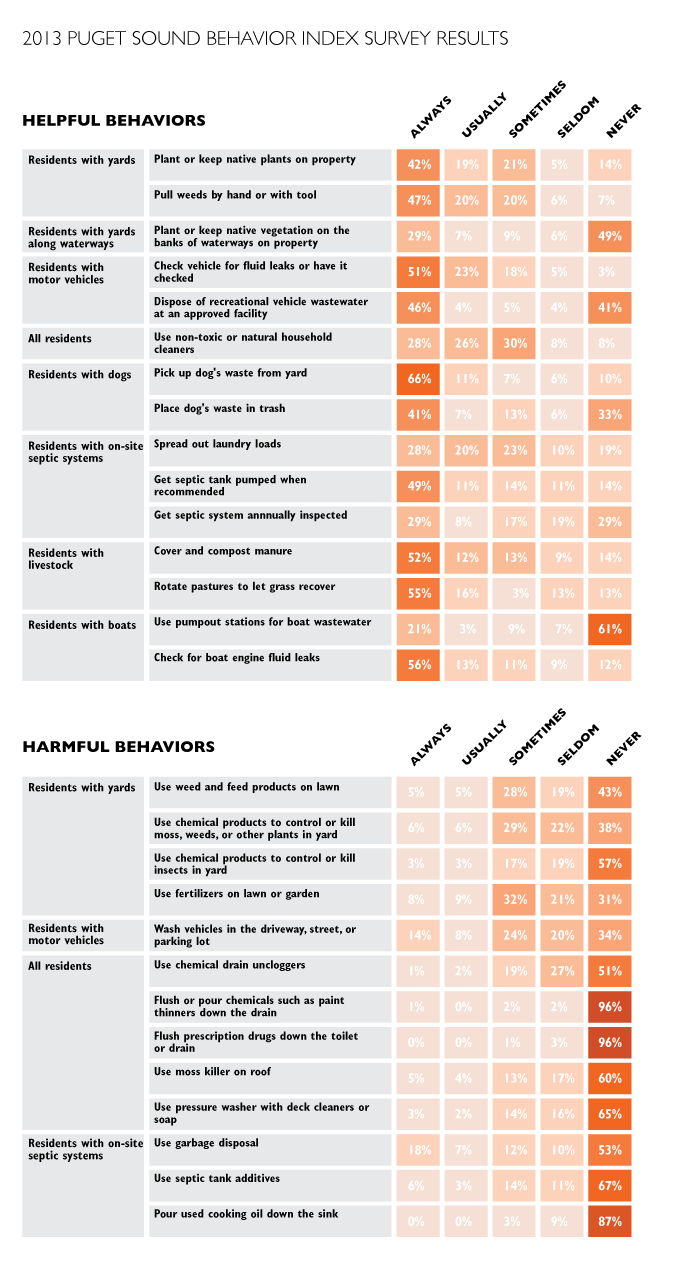 2013 PUGET SOUND BEHAVIOR INDEX SURVEY RESULTS
HELPFUL BEHAVIORS
ALWAYS USUALLY SOMETIMES SELDOM NEVER
Residents with yards Plant or keep native plants on property 42% 19% 21% 5% 14%
Pull weeds by hand or with tool 47% 20% 20% 6% 7%
Residents with yards
along waterways
Plant or keep native vegetation on the
banks of waterways on property
29% 7% 9% 6% 49%
Residents with
motor vehicles
Check vehicle for fluid leaks or have it
checked
51% 23% 18% 5% 3%
Dispose of recreational vehicle wastewater
at an approved facility
46% 4% 5% 4% 41%
All residents
Use non-toxic or natural household
cleaners
28% 26% 30% 8% 8%
Residents with dogs Pick up dog's waste from yard 66% 11% 7% 6% 10%
Place dog's waste in trash 41% 7% 13% 6% 33%
Residents with on-site
septic systems
Spread out laundry loads 28% 20% 23% 10% 19%
Get septic tank pumped when
recommended
49% 11% 14% 11% 14%
Get septic system annnually inspected 29% 8% 17% 19% 29%
Residents with
livestock
Cover and compost manure 52% 12% 13% 9% 14%
Rotate pastures to let grass recover 55% 16% 3% 13% 13%
Residents with boats Use pumpout stations for boat wastewater 21% 3% 9% 7% 61%
Check for boat engine fluid leaks 56% 13% 11% 9% 12%
HARMFUL BEHAVIORS
ALWAYS USUALLY SOMETIMES SELDOM NEVER
Residents with yards Use weed and feed products on lawn 5% 5% 28% 19% 43%
Use chemical products to control or kill
moss, weeds, or other plants in yard
6% 6% 29% 22% 38%
Use chemical products to control or kill
insects in yard
3% 3% 17% 19% 57%
Use fertilizers on lawn or garden 8% 9% 32% 21% 31%
Residents with
motor vehicles
Wash vehicles in the driveway, street, or
parking lot
14% 8% 24% 20% 34%
All residents Use chemical drain uncloggers 1% 2% 19% 27% 51%
Flush or pour chemicals such as paint
thinners down the drain
1% 0% 2% 2% 96%
Flush prescription drugs down the toilet
or drain
0% 0% 1% 3% 96%
Use moss killer on roof 5% 4% 13% 17% 60%
Use pressure washer with deck cleaners or
soap
3% 2% 14% 16% 65%
Residents with on-site
septic systems
Use garbage disposal 18% 7% 12% 10% 53%
Use septic tank additives 6% 3% 14% 11% 67%
Pour used cooking oil down the sink 0% 0% 3% 9% 87%